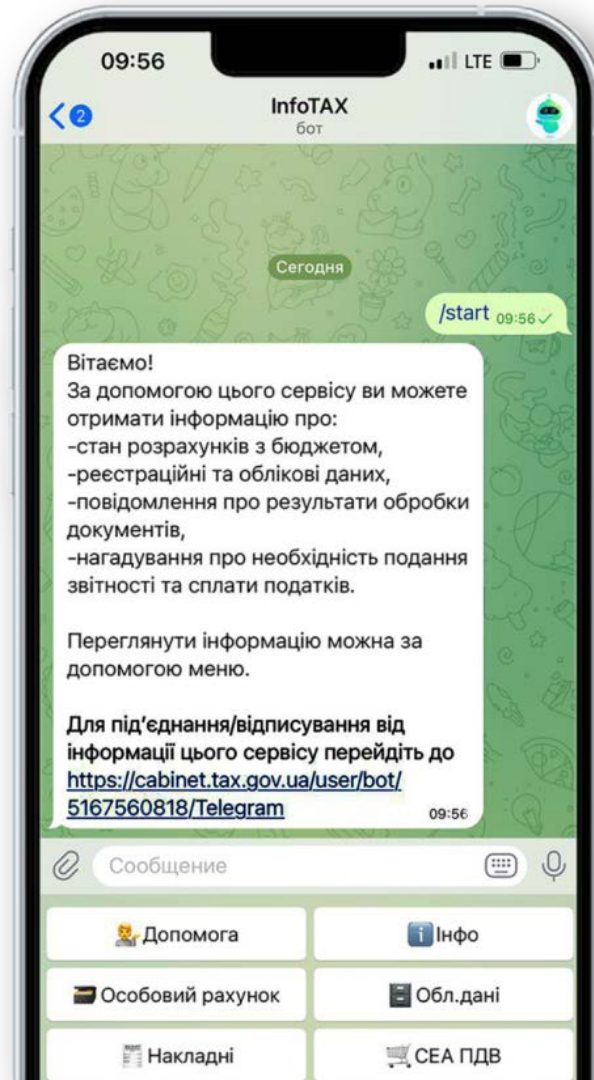 09:56
LTE
2
InfoTAX
бот
Сегодня
/start 09:56
Вітаємо!
За допомогою цього сервісу ви можете
отримати інформацію про:
-стан розрахунків з бюджетом,
-реєстраційні та облікові даних,
-повідомлення про результати обробки
документів,
-нагадування про необхідність подання
звітності та сплати податків.
Переглянути інформацію можна за
допомогою меню.
Для під'єднання/відписування від
інформації цього сервісу перейдіть до
https://cabinet.tax.gov.ua/user/bot/
5167560818/Telegram
09:56
Сообщение
Допомога
Інфо
Особовий рахунок
Обл.дані
Накладні
СЕА ПДВ